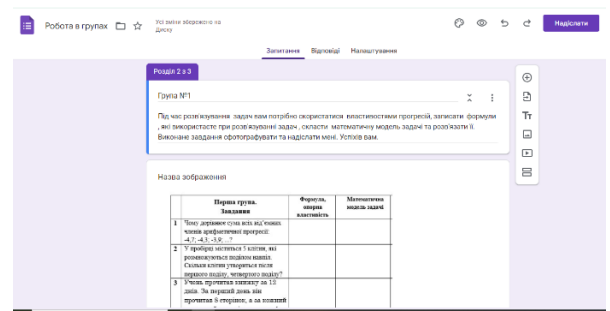 Робота в групах
Усі зміни збережено на
Диску
Надіслати
Запитання Відповіді Налаштування
Розділ 2 з 3
Група №1
Під час розв'язування задач вам потрібно скористатися властивостями прогресій, записати формули
, які використаєте при розв'язуванні задач, скласти математичну модель задачі та розв'язати її.
Виконане завдання сфотографувати та надіслати мені. Успіхів вам.
Назва зображення
Перша група.
Завдання
Формула,
опорна
властивість
Математична
модель задачі
1 Чому дорівнює сума всіх від'ємних
членів арифметичної прогресії
-4,7; -4,3; -3,9; ...?
2 У пробірці міститься 5 клітин, які
розмножуються поділом навпіл.
Скільки клітин утвориться після
першого поділу, четвертого поділу?
3 Учень прочитав книжку за 15
днів. За перший день він
прочитав 8 сторінок, а за кожний